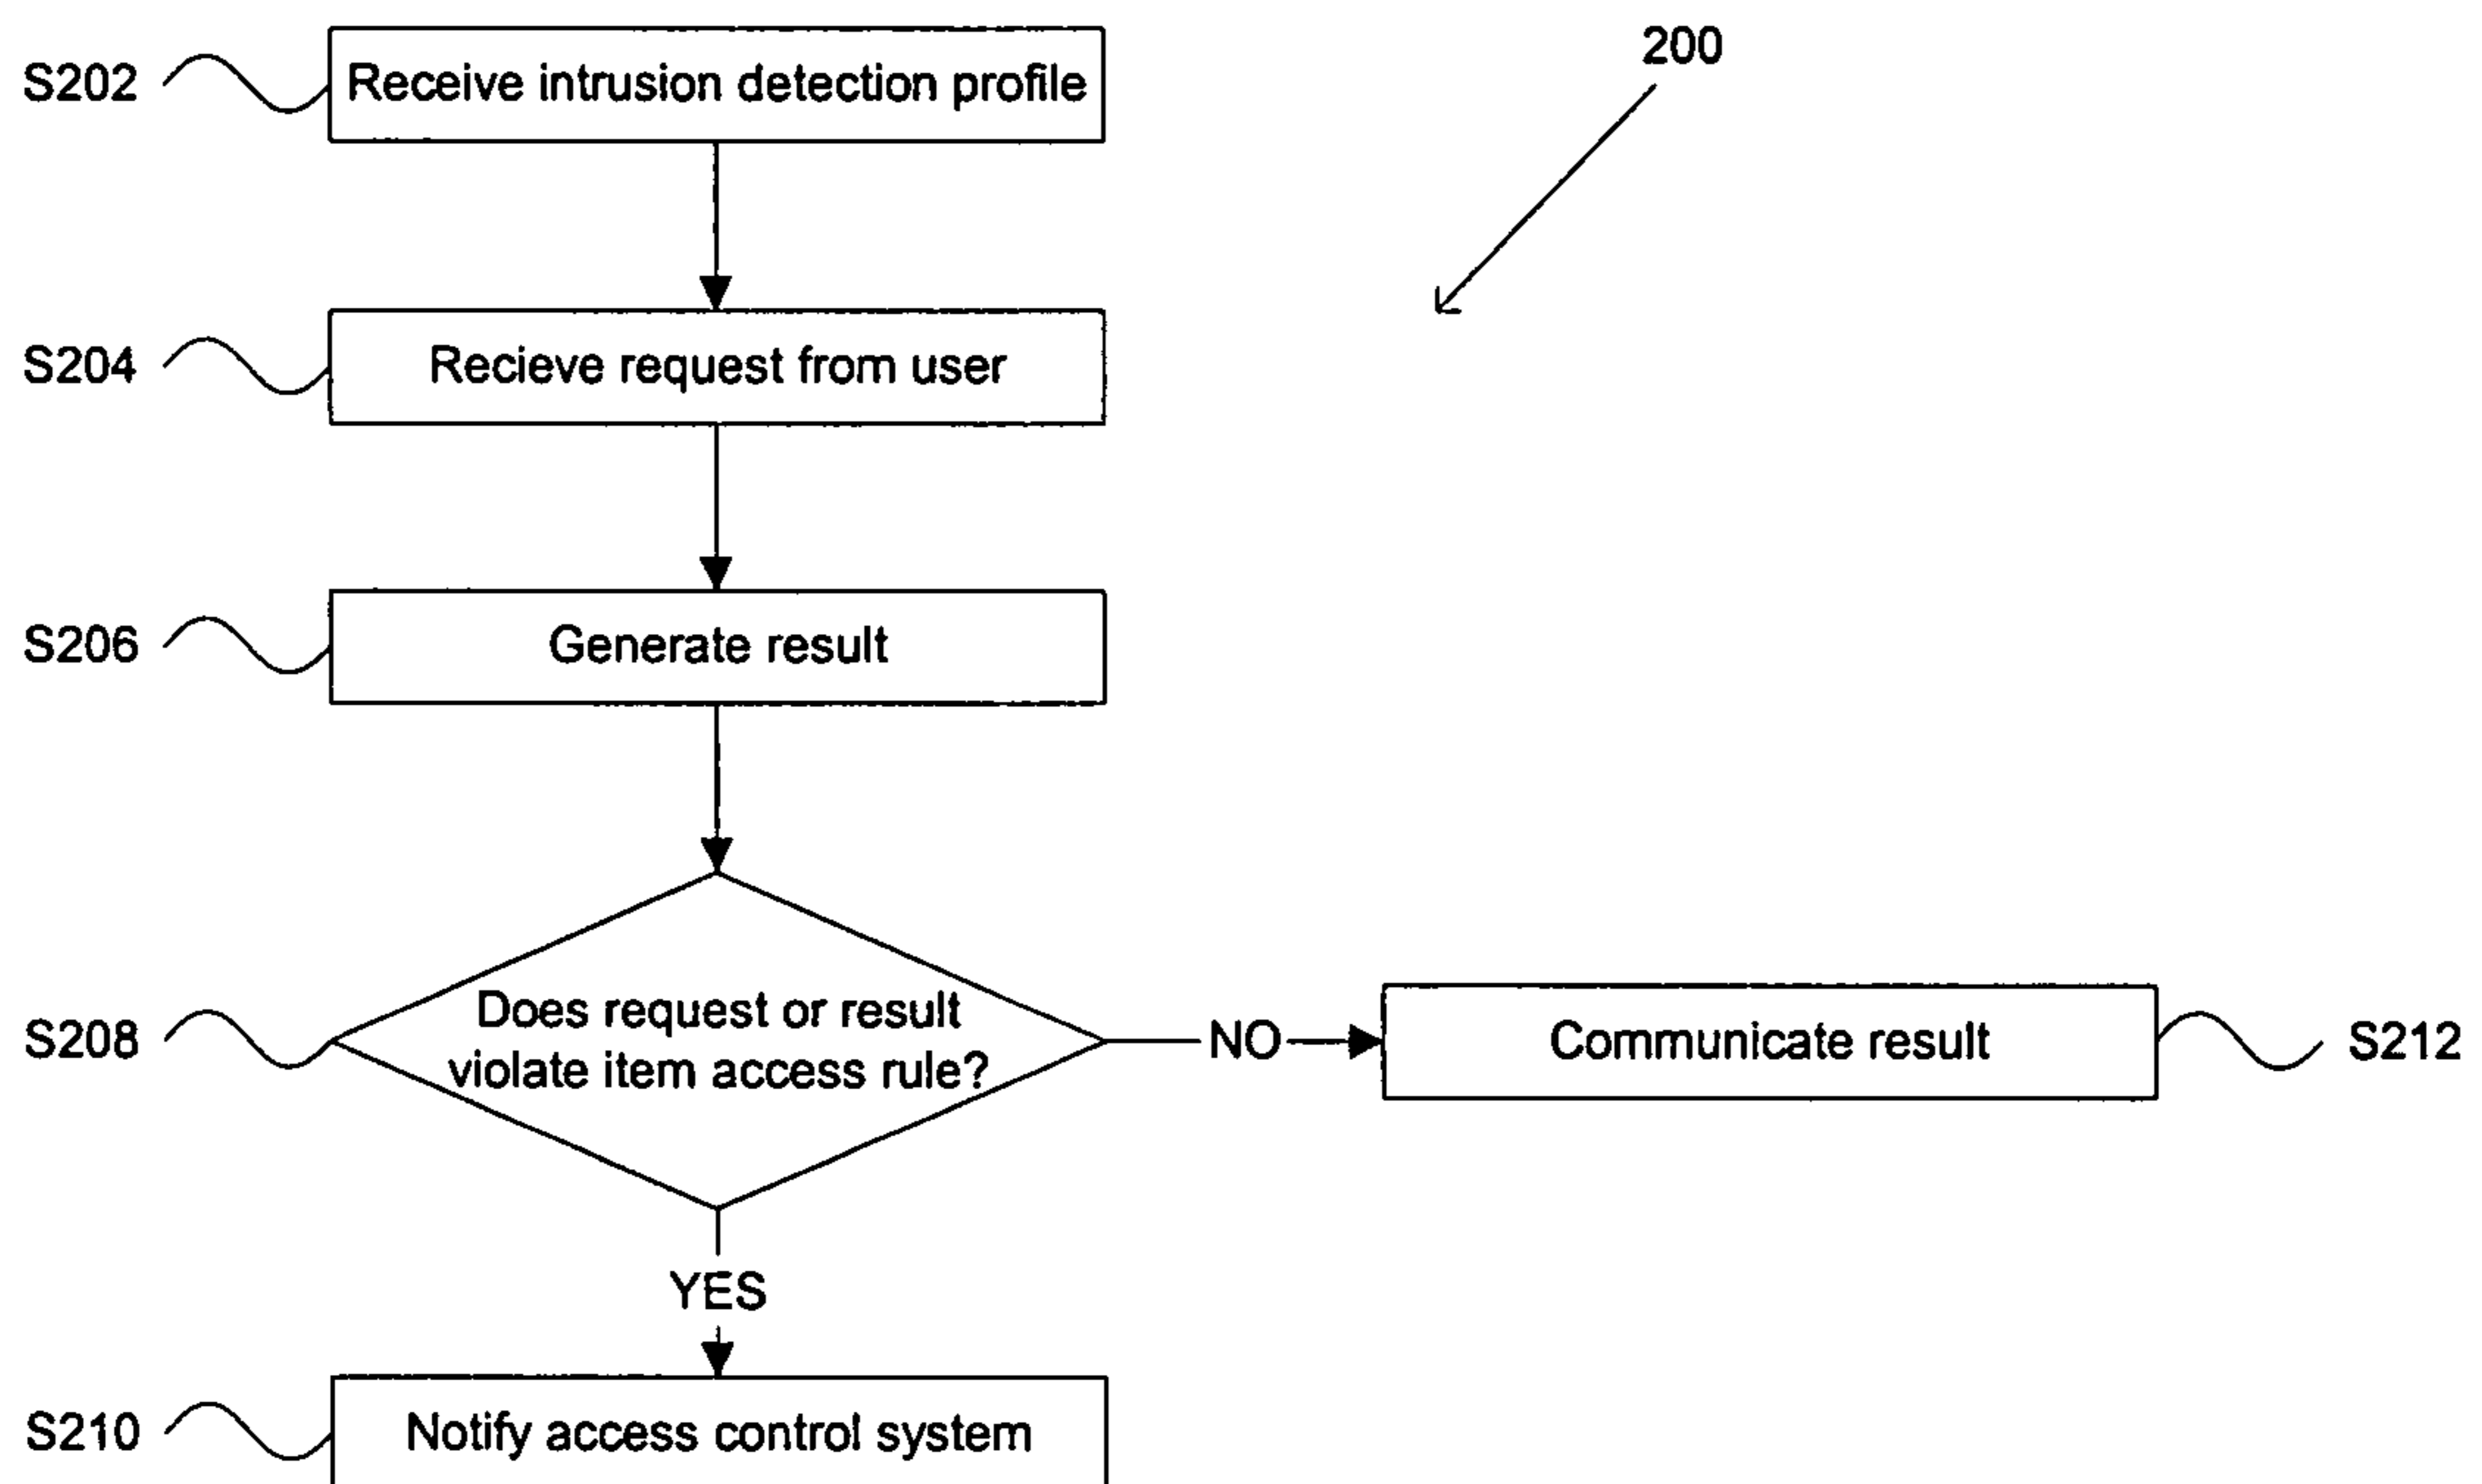 200
S202
Receive intrusion detection profile
S204
Recieve request from user
S206
Generate result
S208
Does request or result
violate item access rule?
NO
Communicate result
S212
YES
S210
Notify access control system